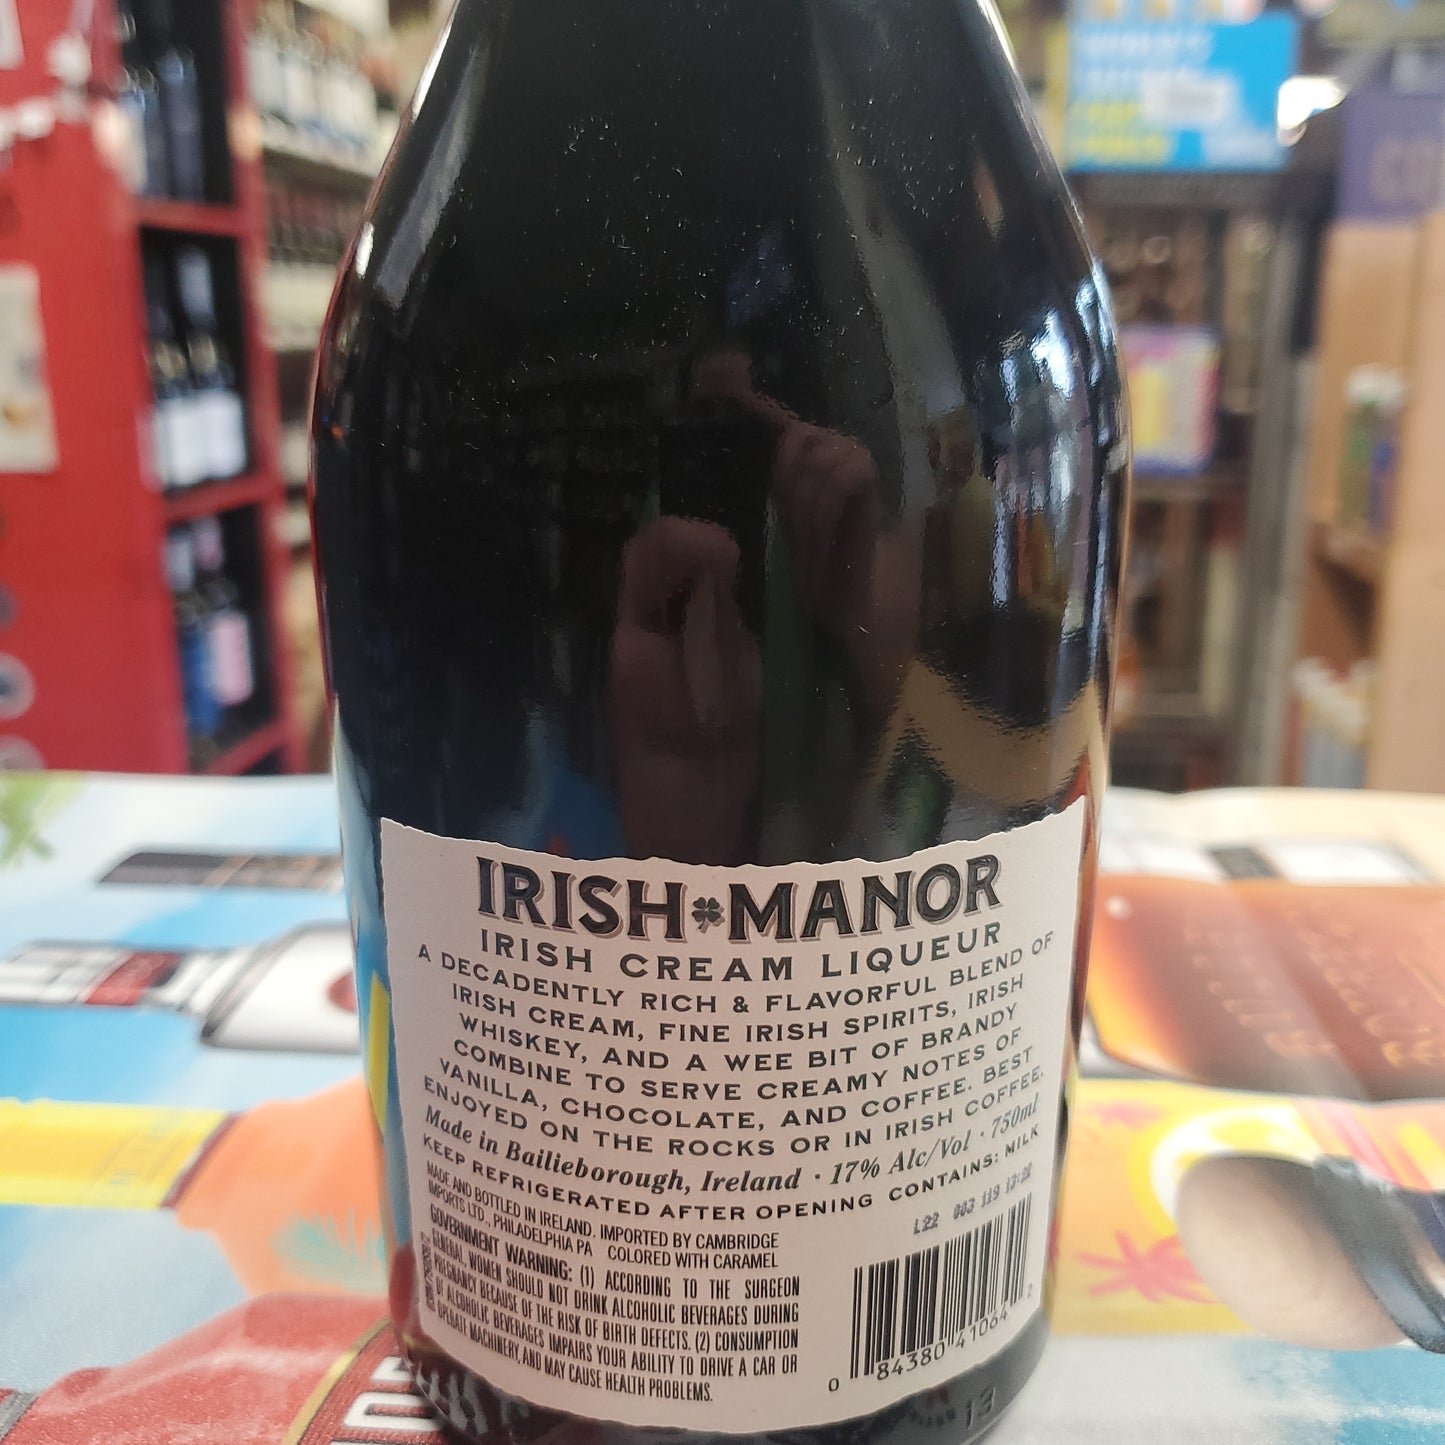 IRISH MANOR
IRISH CREAM LIQUEUR
A DECADENTLY RICH & FLAVORFUL BLEND OF
IRISH CREAM, FINE IRISH SPIRITS, IRISH
WHISKEY, AND A WEE BIT OF BRANDY
COMBINE TO SERVE CREAMY NOTES OF
VANILLA, CHOCOLATE, AND COFFEE. BEST
ENJOYED ON THE ROCKS OR IN IRISH COFFEE.
Made in Bailieborough, Ireland · 17% Alc/Vol · 750ml
KEEP REFRIGERATED AFTER OPENING CONTAINS: MILK
MADE AND BOTTLED IN IRELAND. IMPORTED BY CAMBRIDGE
IMPORTS LTD., PHILADELPHIA PA COLORED WITH CARAMEL
GOVERNMENT WARNING: (1) ACCORDING TO THE SURGEON
GENERAL, WOMEN SHOULD NOT DRINK ALCOHOLIC BEVERAGES DURING
PREGNANCY BECAUSE OF THE RISK OF BIRTH DEFECTS. (2) CONSUMPTION
OF ALCOHOLIC BEVERAGES IMPAIRS YOUR ABILITY TO DRIVE A CAR OR
OPERATE MACHINERY, AND MAY CAUSE HEALTH PROBLEMS.
L22 003 119
0 84380 41064 2
13